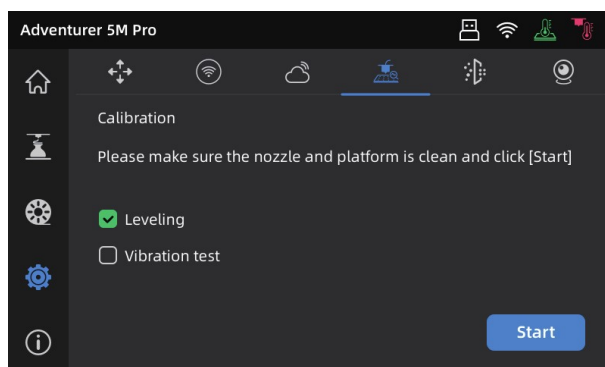 Adventurer 5M Pro
Calibration
Please make sure the nozzle and platform is clean and click [Start]
Leveling
Vibration test
Start